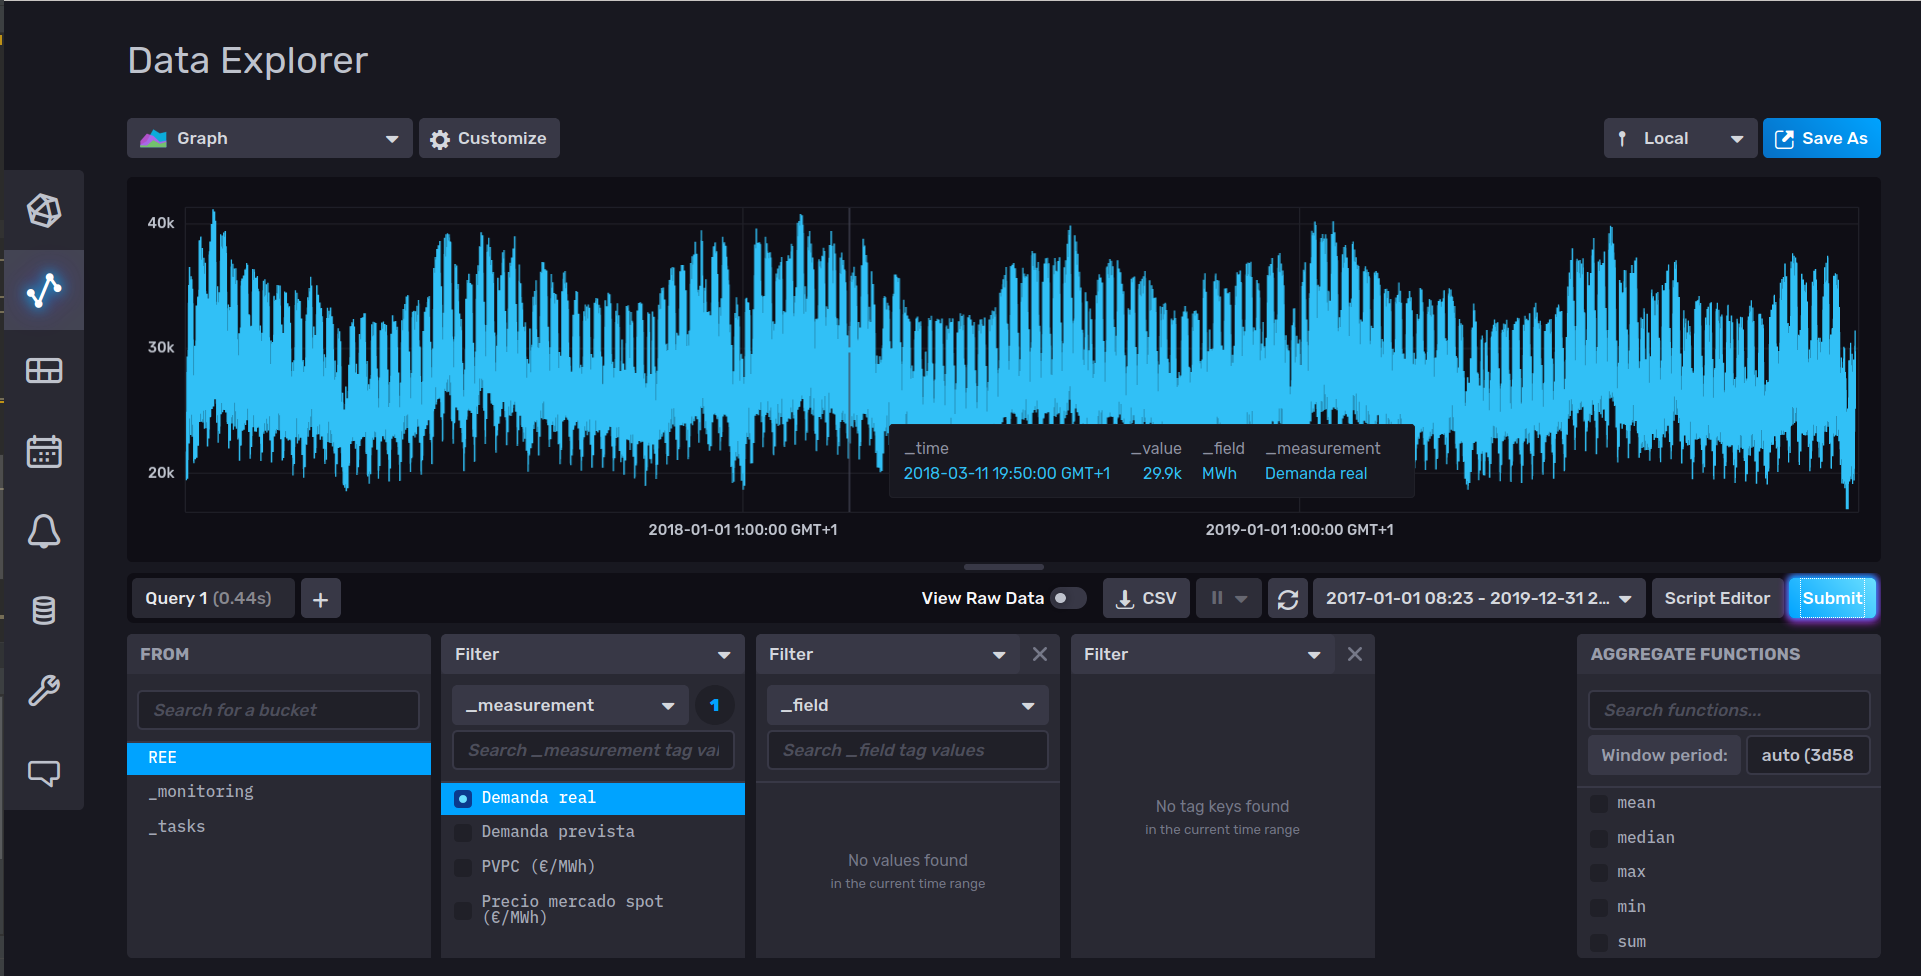 Data Explorer
Graph
Customize
Local
Save As
40k
30k
20k
_time _value _field _measurement
2018-03-11 19:50:00 GMT+1 29.9k MWh Demanda real
2018-01-01 1:00:00 GMT+1
2019-01-01 1:00:00 GMT+1
Query 1 (0.44s)
+
View Raw Data
CSV
2017-01-01 08:23 - 2019-12-31 2...
Script Editor
Submit
FROM
Search for a bucket
REE
_monitoring
_tasks
Filter
_measurement
1
Search _measurement tag val
Demanda real
Demanda prevista
PVPC (€/MWh)
Precio mercado spot
(€/MWh)
Filter
_field
Search _field tag values
No values found
in the current time range
Filter
No tag keys found
in the current time range
AGGREGATE FUNCTIONS
Search functions...
Window period:
auto (3d58
mean
median
max
min
sum